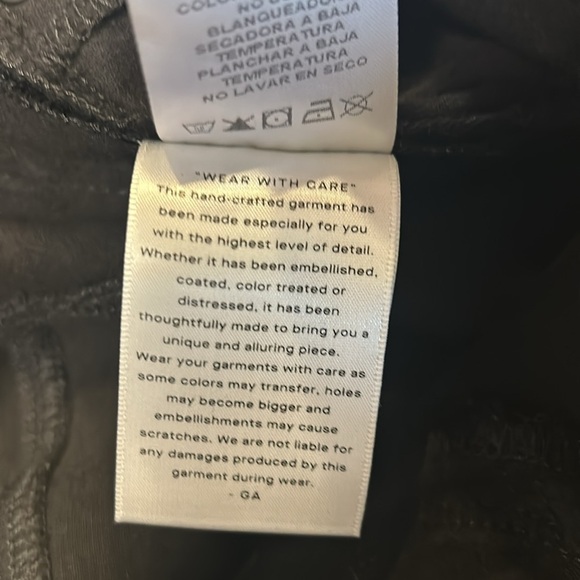 NO
BLANQUEADO
SECADORA A BAJA
TEMPERATURA
PLANCHAR A BAJA
TEMPERATURA
NO LAVAR EN SECO
"WEAR WITH CARE"
This hand-crafted garment has
been made especially for you
with the highest level of detail.
Whether it has been embellished,
coated, color treated or
distressed, it has been
thoughtfully made to bring you a
unique and alluring piece.
Wear your garments with care as
some colors may transfer, holes
may become bigger and
embellishments may cause
scratches. We are not liable for
any damages produced by this
garment during wear.
- GA